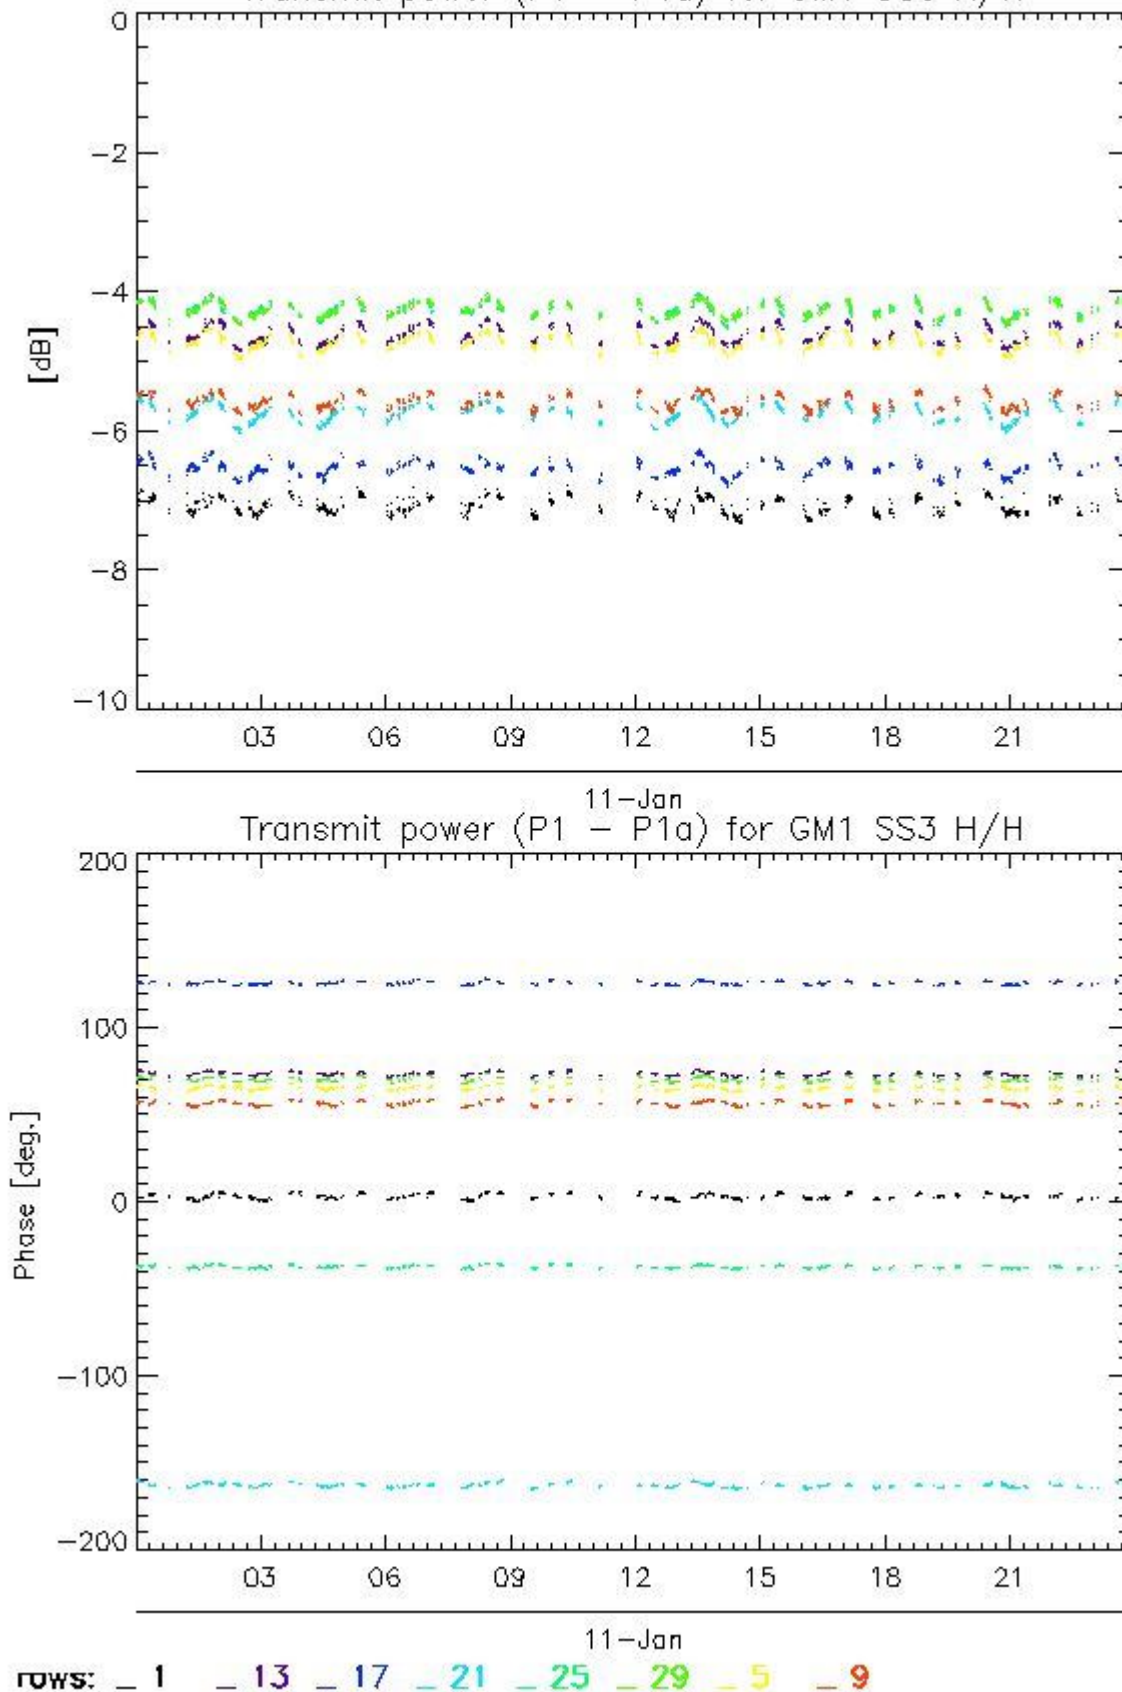 0
−2
−4
[dB]
−6
−8
−10
03 06 09 12 15 18 21
11−Jan
Transmit power (P1 − P1a) for GM1 SS3 H/H
200
100
Phase [deg.]
0
−100
−200
03 06 09 12 15 18 21
11−Jan
rows: _ 1 _ 13 _ 17 _ 21 _ 25 _ 29 _ 5 _ 9